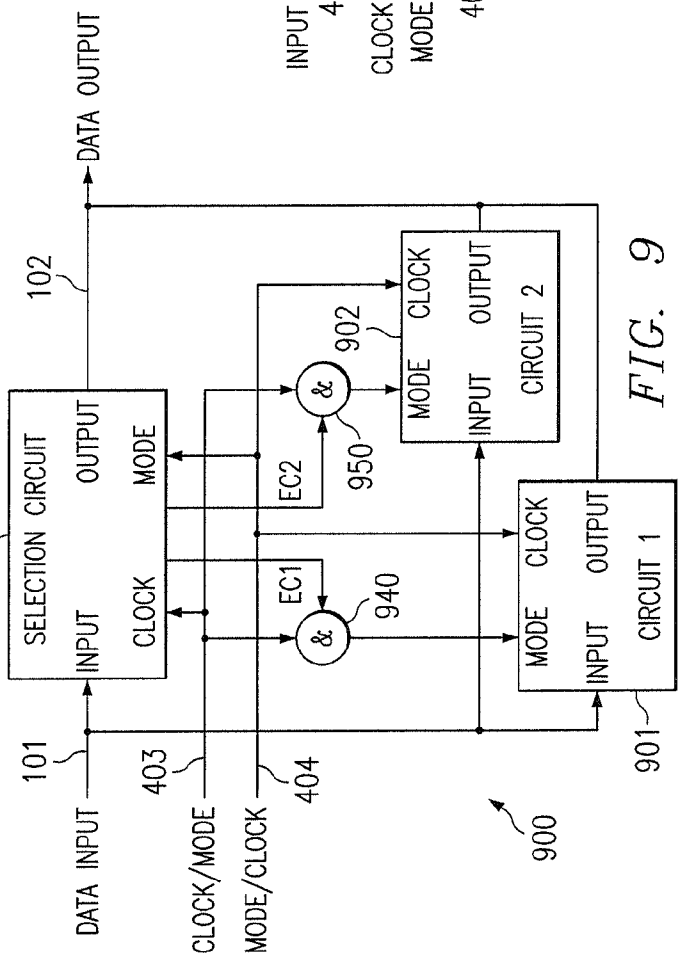 DATA INPUT
101
SELECTION CIRCUIT
INPUT
OUTPUT
CLOCK
MODE
102
DATA OUTPUT
CLOCK/MODE
403
MODE/CLOCK
404
EC1
EC2
&
940
&
950
902
MODE
CLOCK
INPUT
OUTPUT
CIRCUIT 2
MODE
CLOCK
INPUT
OUTPUT
CIRCUIT 1
901
900
FIG. 9
INPUT
4
CLOCK
MODE